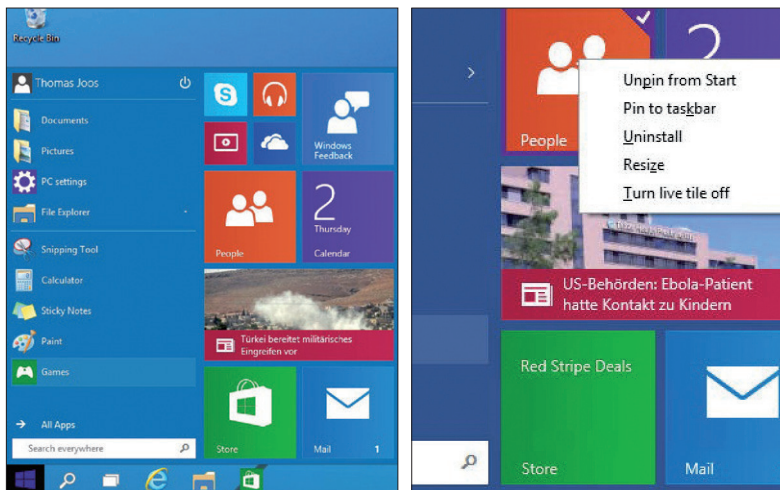 Recycle Bin
Thomas Joos
Documents
Pictures
PC settings
File Explorer
Snipping Tool
Calculator
Sticky Notes
Paint
Games
All Apps
Search everywhere
Windows
Feedback
People
2
Thursday
Calendar
Türkei bereitet militärisches
Eingreifen vor
Store
Mail 1
People
2
Unpin from Start
Pin to taskbar
Uninstall
Resize
Turn live tile off
US-Behörden: Ebola-Patient
hatte Kontakt zu Kindern
Red Stripe Deals
Store
Mail